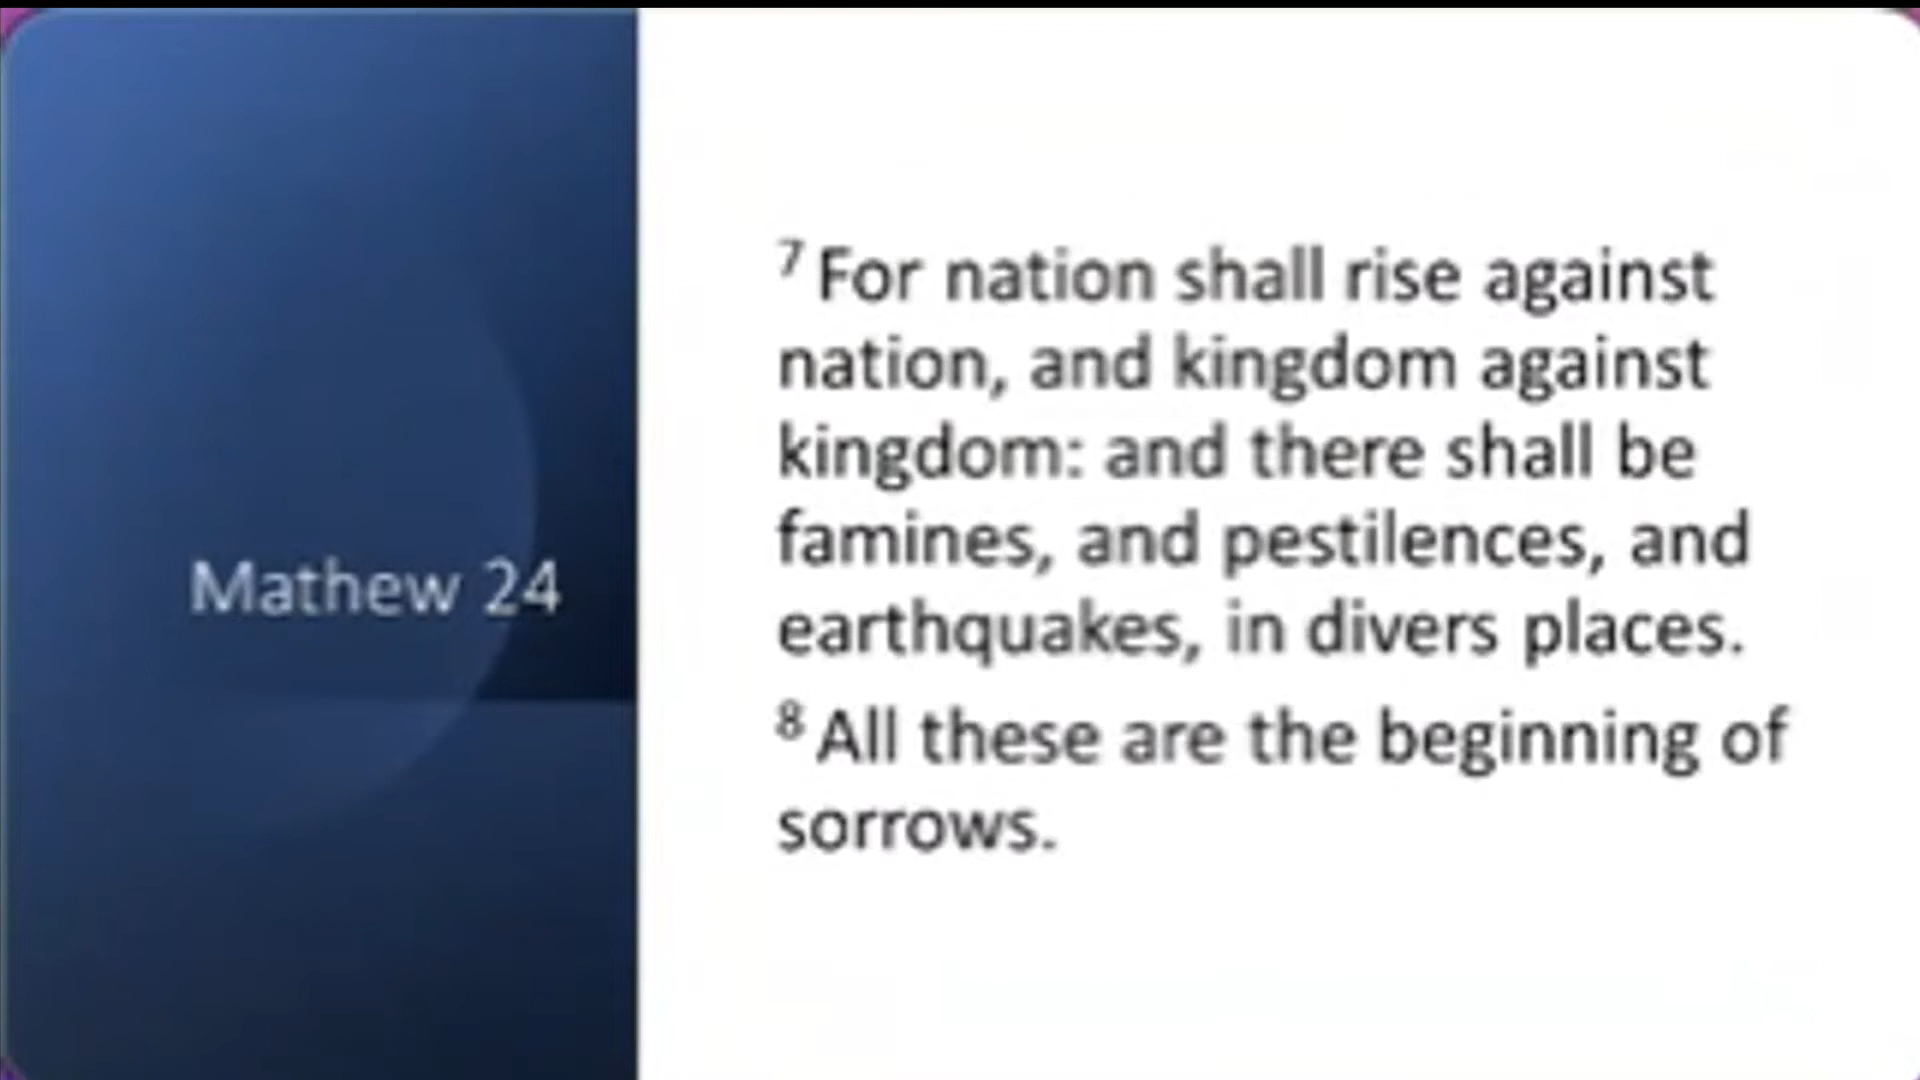 Mathew 24
7 For nation shall rise against
nation, and kingdom against
kingdom: and there shall be
famines, and pestilences, and
earthquakes, in divers places.
8 All these are the beginning of
sorrows.